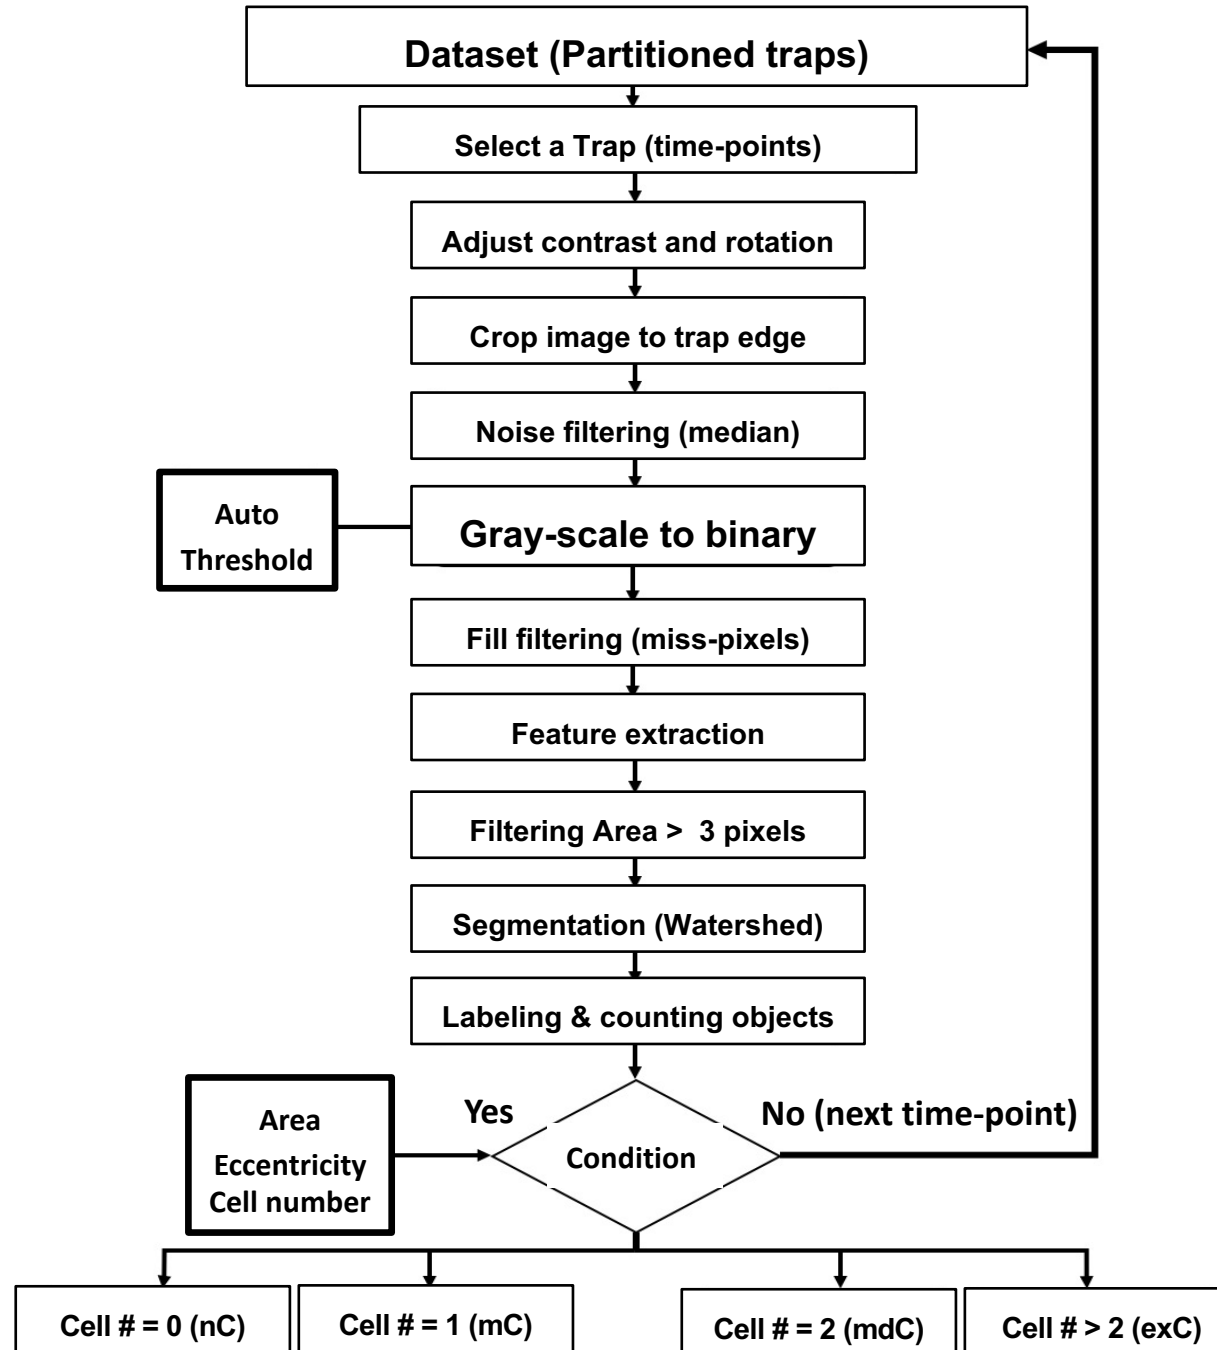 Dataset (Partitioned traps)
Select a Trap (time-points)
Adjust contrast and rotation
Crop image to trap edge
Noise filtering (median)
Auto
Threshold
Gray-scale to binary
Fill filtering (miss-pixels)
Feature extraction
Filtering Area > 3 pixels
Segmentation (Watershed)
Labeling & counting objects
Area
Eccentricity
Cell number
Yes
Condition
No (next time-point)
Cell # = 0 (nC)
Cell # = 1 (mC)
Cell # = 2 (mdC)
Cell # > 2 (exC)